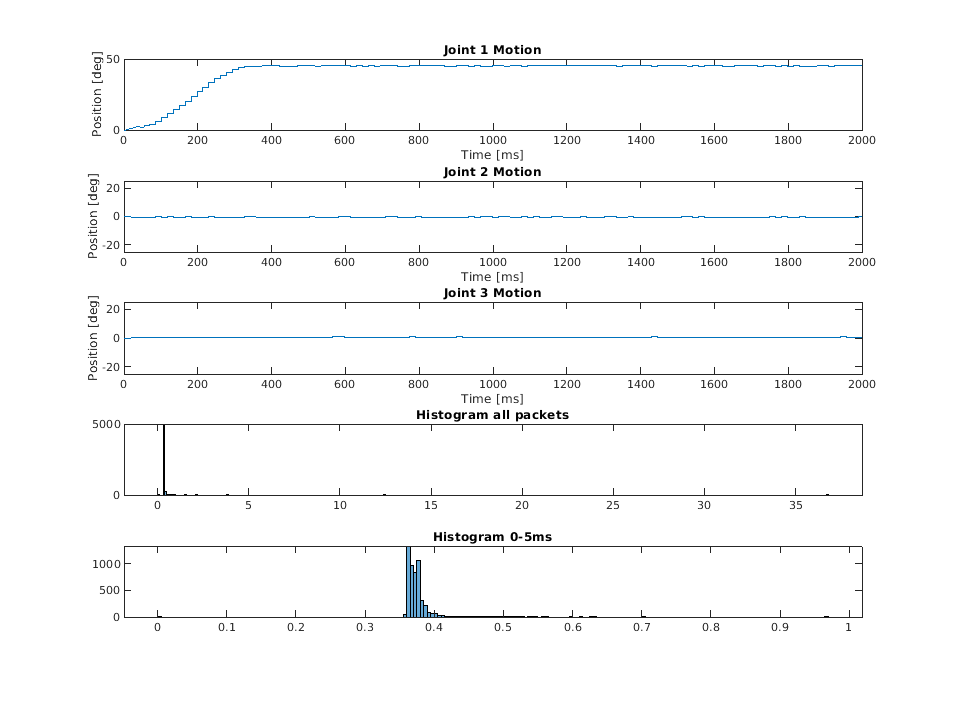 Joint 1 Motion
Position [deg]
50
0
0 200 400 600 800 1000 1200 1400 1600 1800 2000
Time [ms]
Joint 2 Motion
Position [deg]
20
0
-20
0 200 400 600 800 1000 1200 1400 1600 1800 2000
Time [ms]
Joint 3 Motion
Position [deg]
20
0
-20
0 200 400 600 800 1000 1200 1400 1600 1800 2000
Time [ms]
Histogram all packets
5000
0
0 5 10 15 20 25 30 35
Histogram 0-5ms
1000
500
0
0 0.1 0.2 0.3 0.4 0.5 0.6 0.7 0.8 0.9 1